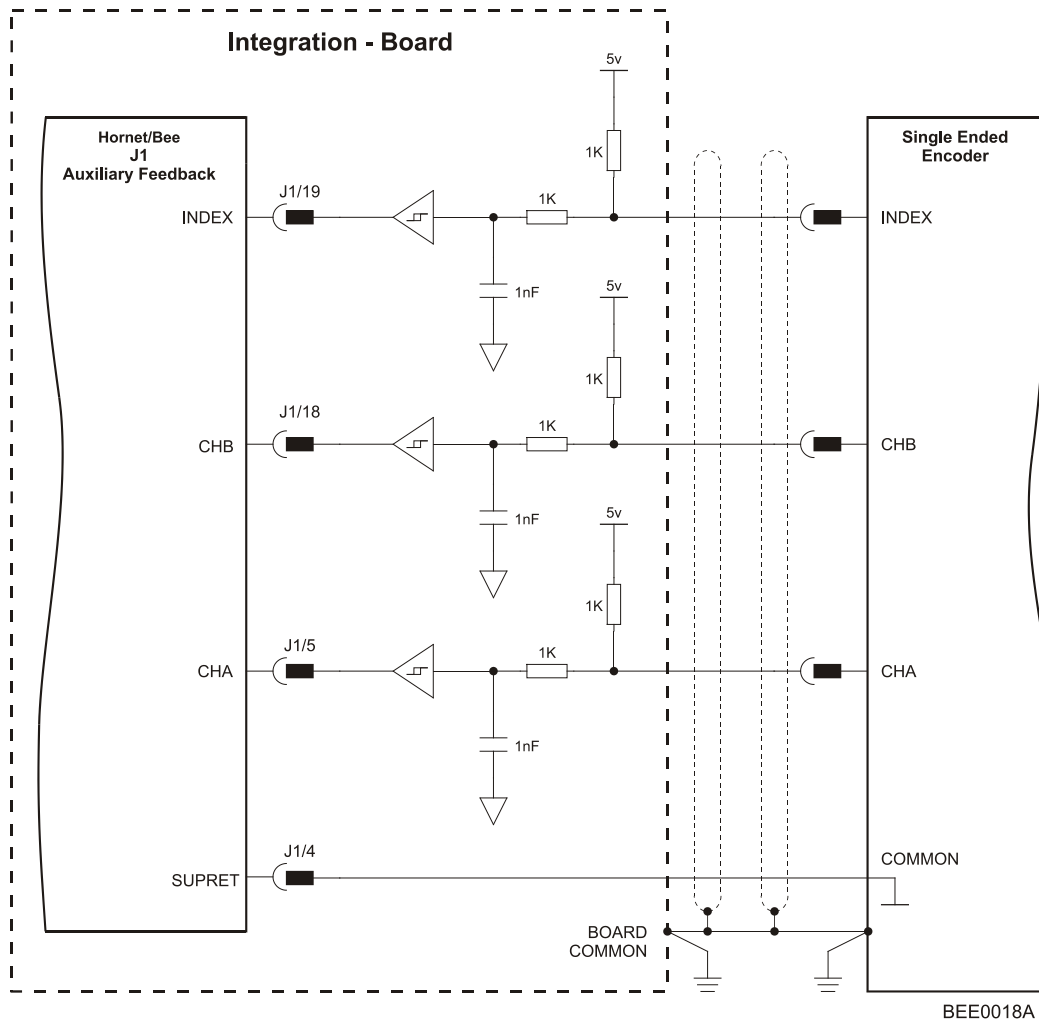 Integration - Board
5v
Hornet/Bee
J1
Auxiliary Feedback
Single Ended
Encoder
1K
J1/19
1K
INDEX
INDEX
1nF
5v
1K
J1/18
1K
CHB
CHB
1nF
5v
1K
J1/5
1K
CHA
CHA
1nF
J1/4
COMMON
SUPRET
BOARD
COMMON
BEE0018A